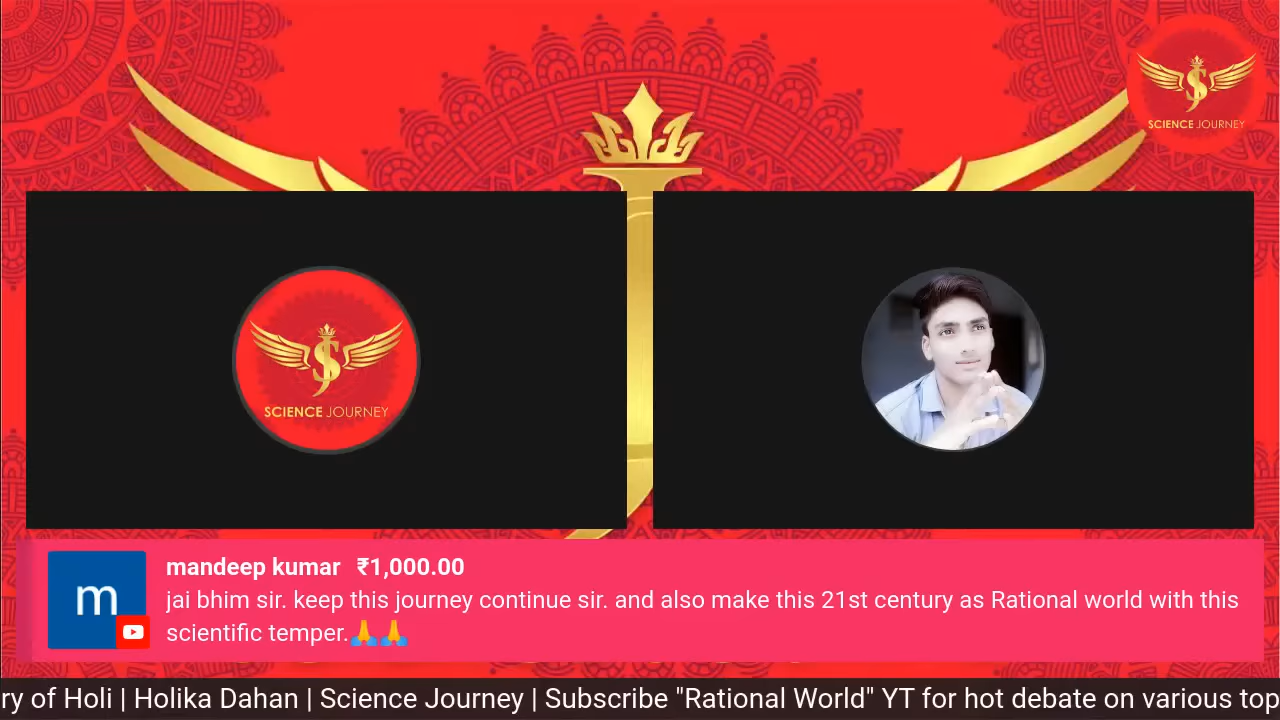 SCIENCE JOURNEY
SCIENCE JOURNEY
m
mandeep kumar ₹1,000.00
jai bhim sir. keep this journey continue sir. and also make this 21st century as Rational world with this
scientific temper.🙏🙏
ry of Holi | Holika Dahan | Science Journey | Subscribe "Rational World" YT for hot debate on various top